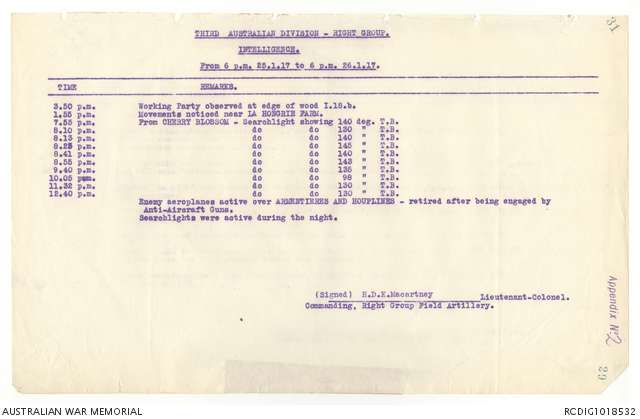 31
THIRD AUSTRALIAN DIVISION - RIGHT GROUP.
INTELLIGENCE.
From 6 p.m. 25.1.17 to 6 p.m. 26.1.17.
TIME REMARKS.
3.50 p.m. Working Party observed at edge of wood I.18.b.
1.55 p.m. Movements noticed near LA HONGRIE FARM.
7.55 p.m. From CHERRY BLOSSOM - Searchlight showing 140 deg. T.B.
8.10 p.m. do do 130 " T.B.
8.13 p.m. do do 140 " T.B.
8.25 p.m. do do 145 " T.B.
8.41 p.m. do do 140 " T.B.
8.55 p.m. do do 143 " T.B.
9.40 p.m. do do 135 " T.B.
10.05 p.m. do do 98 " T.B.
11.32 p.m. do do 130 " T.B.
12.40 p.m. do do 130 " T.B.
Enemy aeroplanes active over ARMENTIERES AND HOUPLINES - retired after being engaged by
Anti-Aircraft Guns.
Searchlights were active during the night.
(Signed) H.D.K.Macartney Lieutenant-Colonel.
Commanding, Right Group Field Artillery.
Appendix No 2
29
AUSTRALIAN WAR MEMORIAL RCDIG1018532